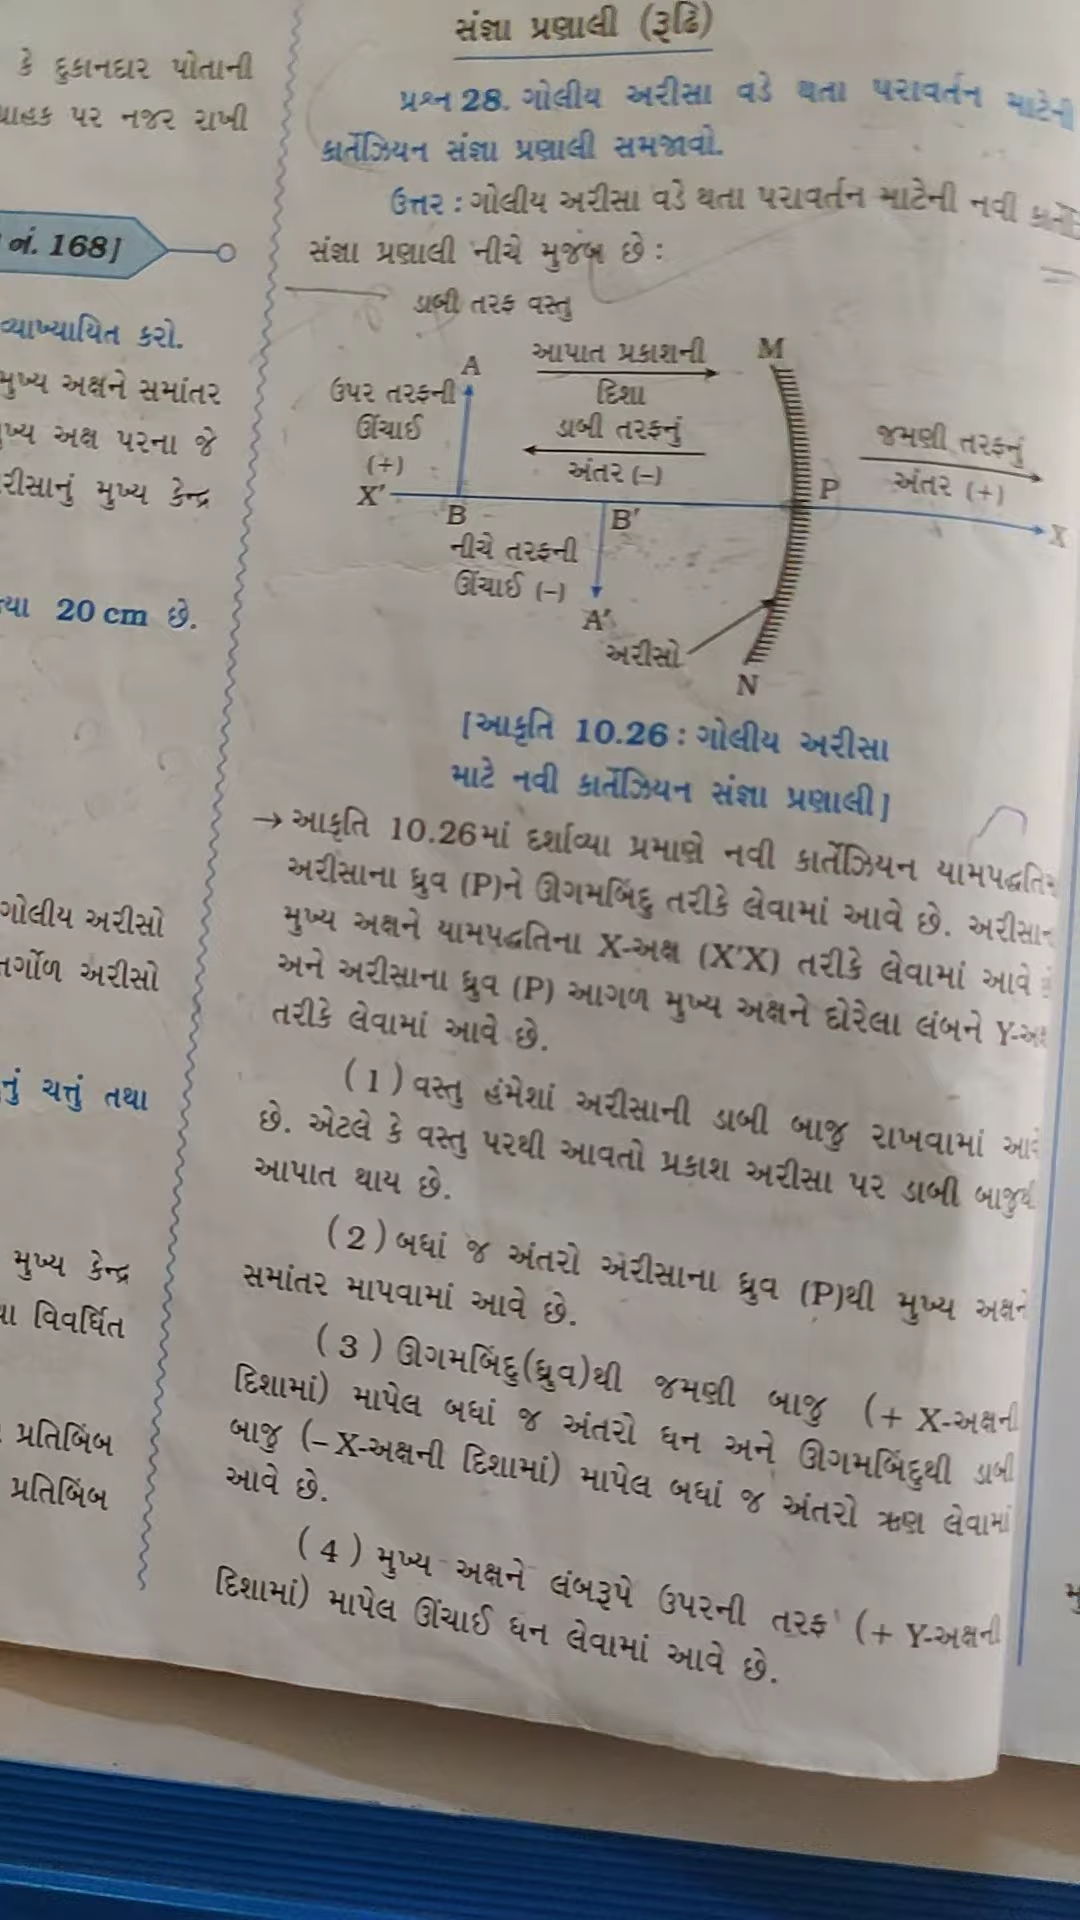 કે દુકાનદાર પોતાની
પર નજર રાખી
નં. 168]
વ્યાખ્યાયિત કરો.
મુખ્ય અક્ષને સમાંતર
અક્ષ પરના જે
મુખ્ય કેન્દ્ર
20 cm છે.
ગોલીય અરીસો
અરીસો
ચત્તું તથા
મુખ્ય કેન્દ્ર
વિવર્ધિત
પ્રતિબિંબ
પ્રતિબિંબ
સંજ્ઞા પ્રણાલી (રૂઢિ)
પ્રશ્ન 28. ગોલીય અરીસા વડે થતા પરાવર્તન માટેની
કાર્તેઝિયન સંજ્ઞા પ્રણાલી સમજાવો.
ઉત્તર : ગોલીય અરીસા વડે થતા પરાવર્તન માટેની નવી
સંજ્ઞા પ્રણાલી નીચે મુજબ છે :
ડાબી તરફ વસ્તુ
આપાત પ્રકાશની
દિશા
M
A
ઉપર તરફની
ઊંચાઈ
(+)
ડાબી તરફનું
અંતર (–)
જમણી તરફનું
અંતર (+)
X'
B
B'
P
X
નીચે તરફની
ઊંચાઈ (–)
A'
અરીસો
N
[આકૃતિ 10.26 : ગોલીય અરીસા
માટે નવી કાર્તેઝિયન સંજ્ઞા પ્રણાલી]
→ આકૃતિ 10.26માં દર્શાવ્યા પ્રમાણે નવી કાર્તેઝિયન
અરીસાના ધ્રુવ (P)ને ઊગમબિંદુ તરીકે લેવામાં આવે છે.
મુખ્ય અક્ષને યામપદ્ધતિના X-અક્ષ (X'X) તરીકે લેવામાં આવે
અને અરીસાના ધ્રુવ (P) આગળ મુખ્ય અક્ષને દોરેલા લંબને
તરીકે લેવામાં આવે છે.
(1) વસ્તુ હંમેશાં અરીસાની ડાબી બાજુ રાખવામાં
છે. એટલે કે વસ્તુ પરથી આવતો પ્રકાશ અરીસા પર ડાબી
આપાત થાય છે.
(2) બધાં જ અંતરો અરીસાના ધ્રુવ (P)થી મુખ્ય અક્ષને
સમાંતર માપવામાં આવે છે.
(3) ઊગમબિંદુ(ધ્રુવ)થી જમણી બાજુ (+ X-અક્ષની
દિશામાં) માપેલ બધાં જ અંતરો ધન અને ઊગમબિંદુથી ડાબી
બાજુ (– X-અક્ષની દિશામાં) માપેલ બધાં જ અંતરો ઋણ લેવામાં
આવે છે.
(4) મુખ્ય અક્ષને લંબરૂપે ઉપરની તરફ (+ Y-અક્ષની
દિશામાં) માપેલ ઊંચાઈ ધન લેવામાં આવે છે.